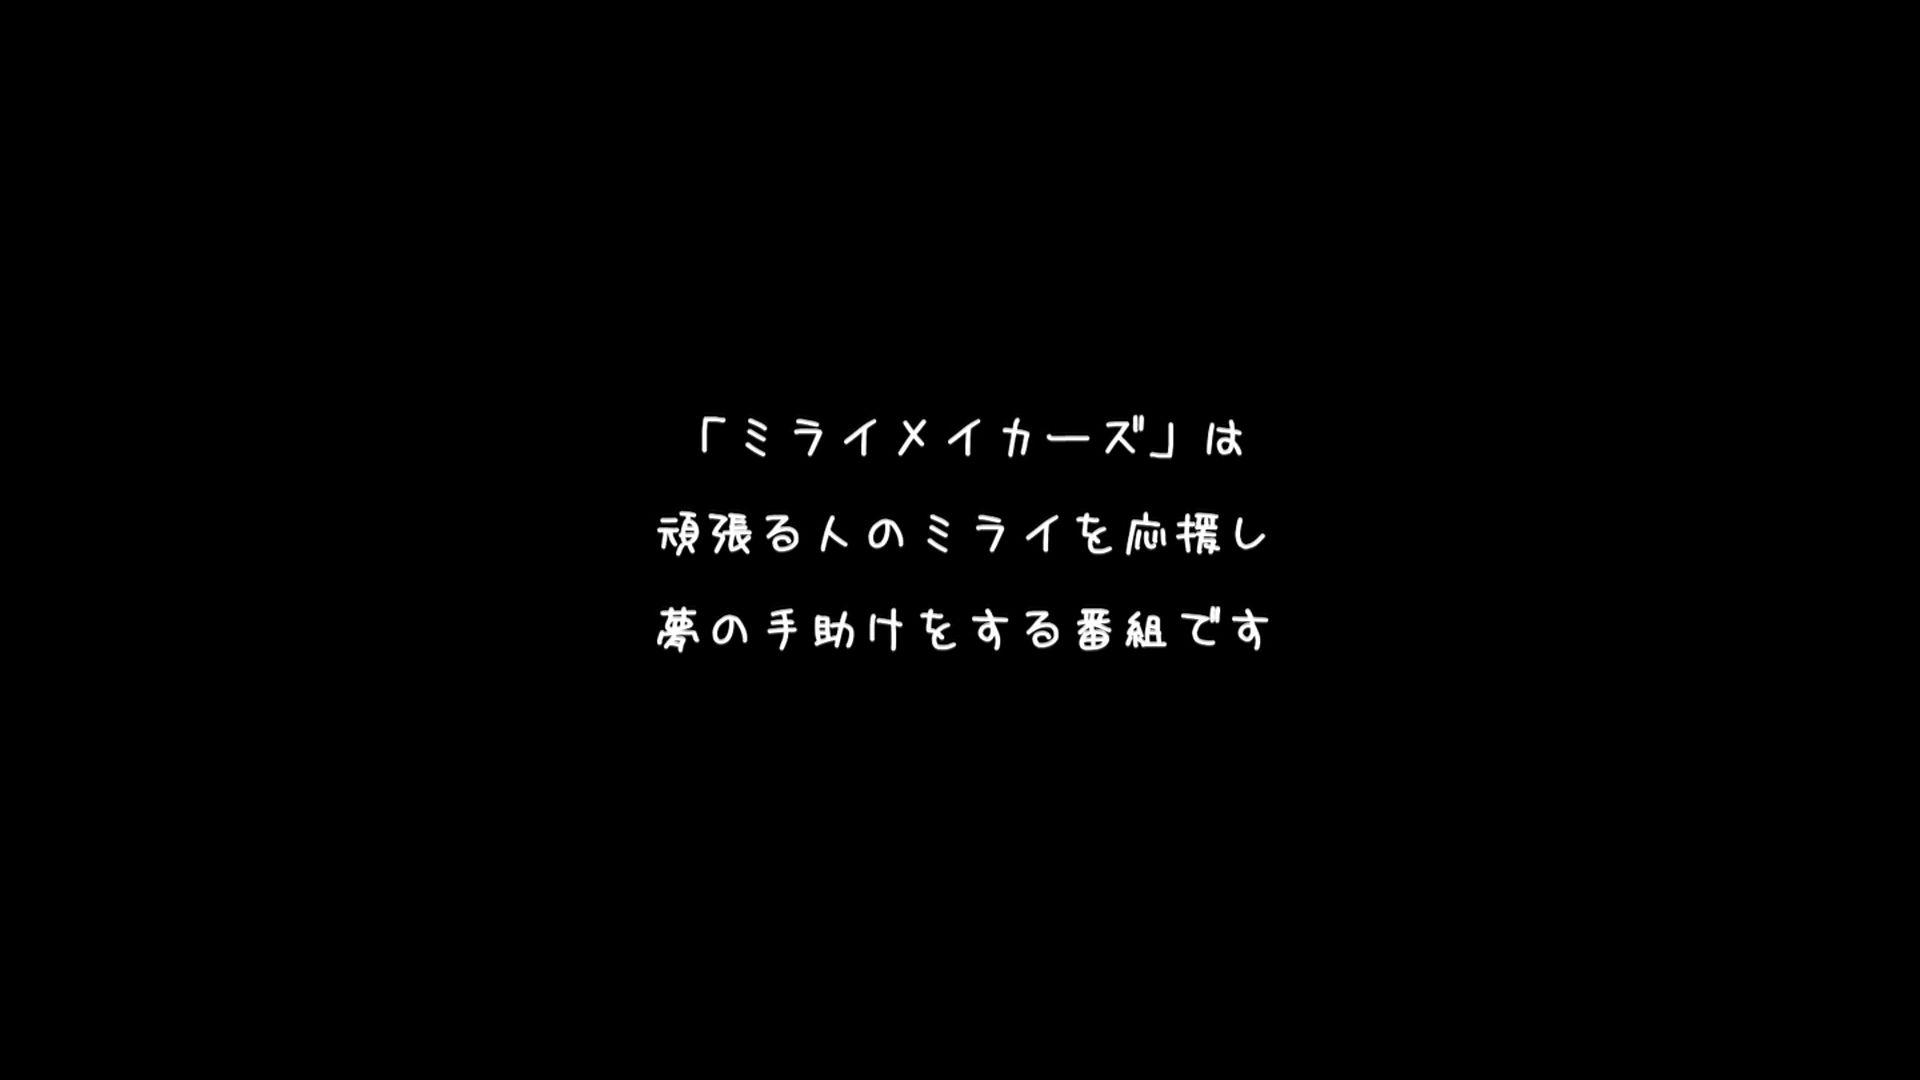 「ミライメイカーズ」は
頑張る人のミライを応援し
夢の手助けをする番組です